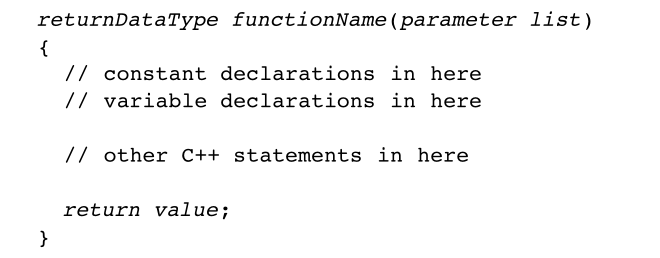 returnDataType functionName(parameter list)
{
// constant declarations in here
// variable declarations in here
// other C++ statements in here
return value;
}